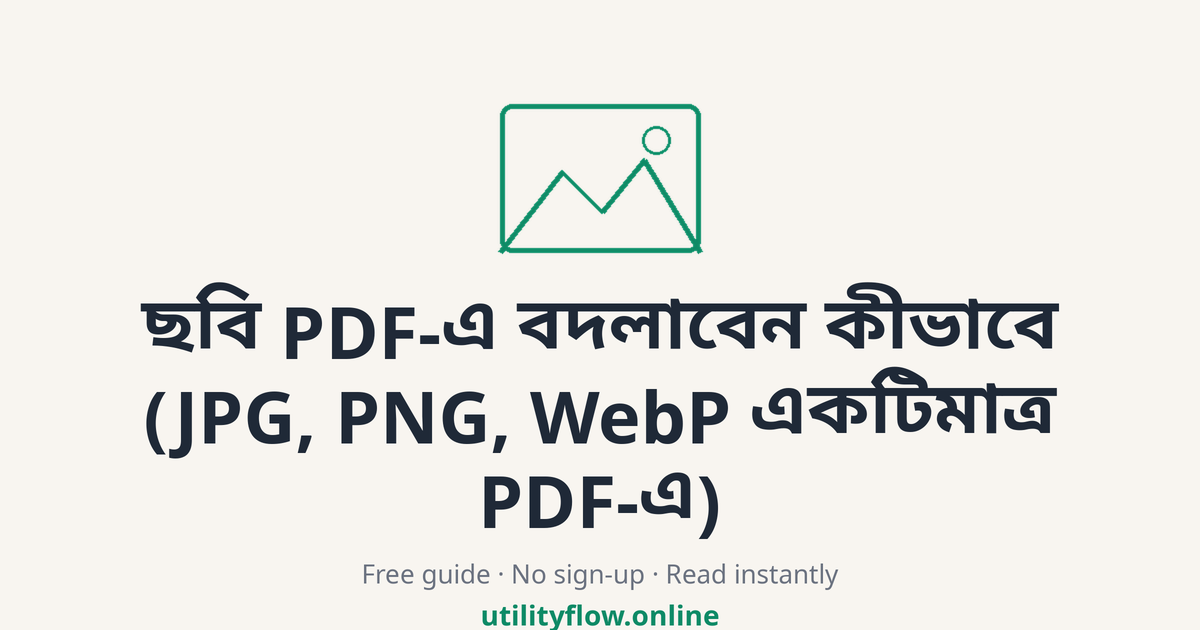 ছবি PDF-এ বদলাবেন কীভাবে
(JPG, PNG, WebP একটিমাত্র
PDF-এ)
Free guide · No sign-up · Read instantly
utilityflow.online